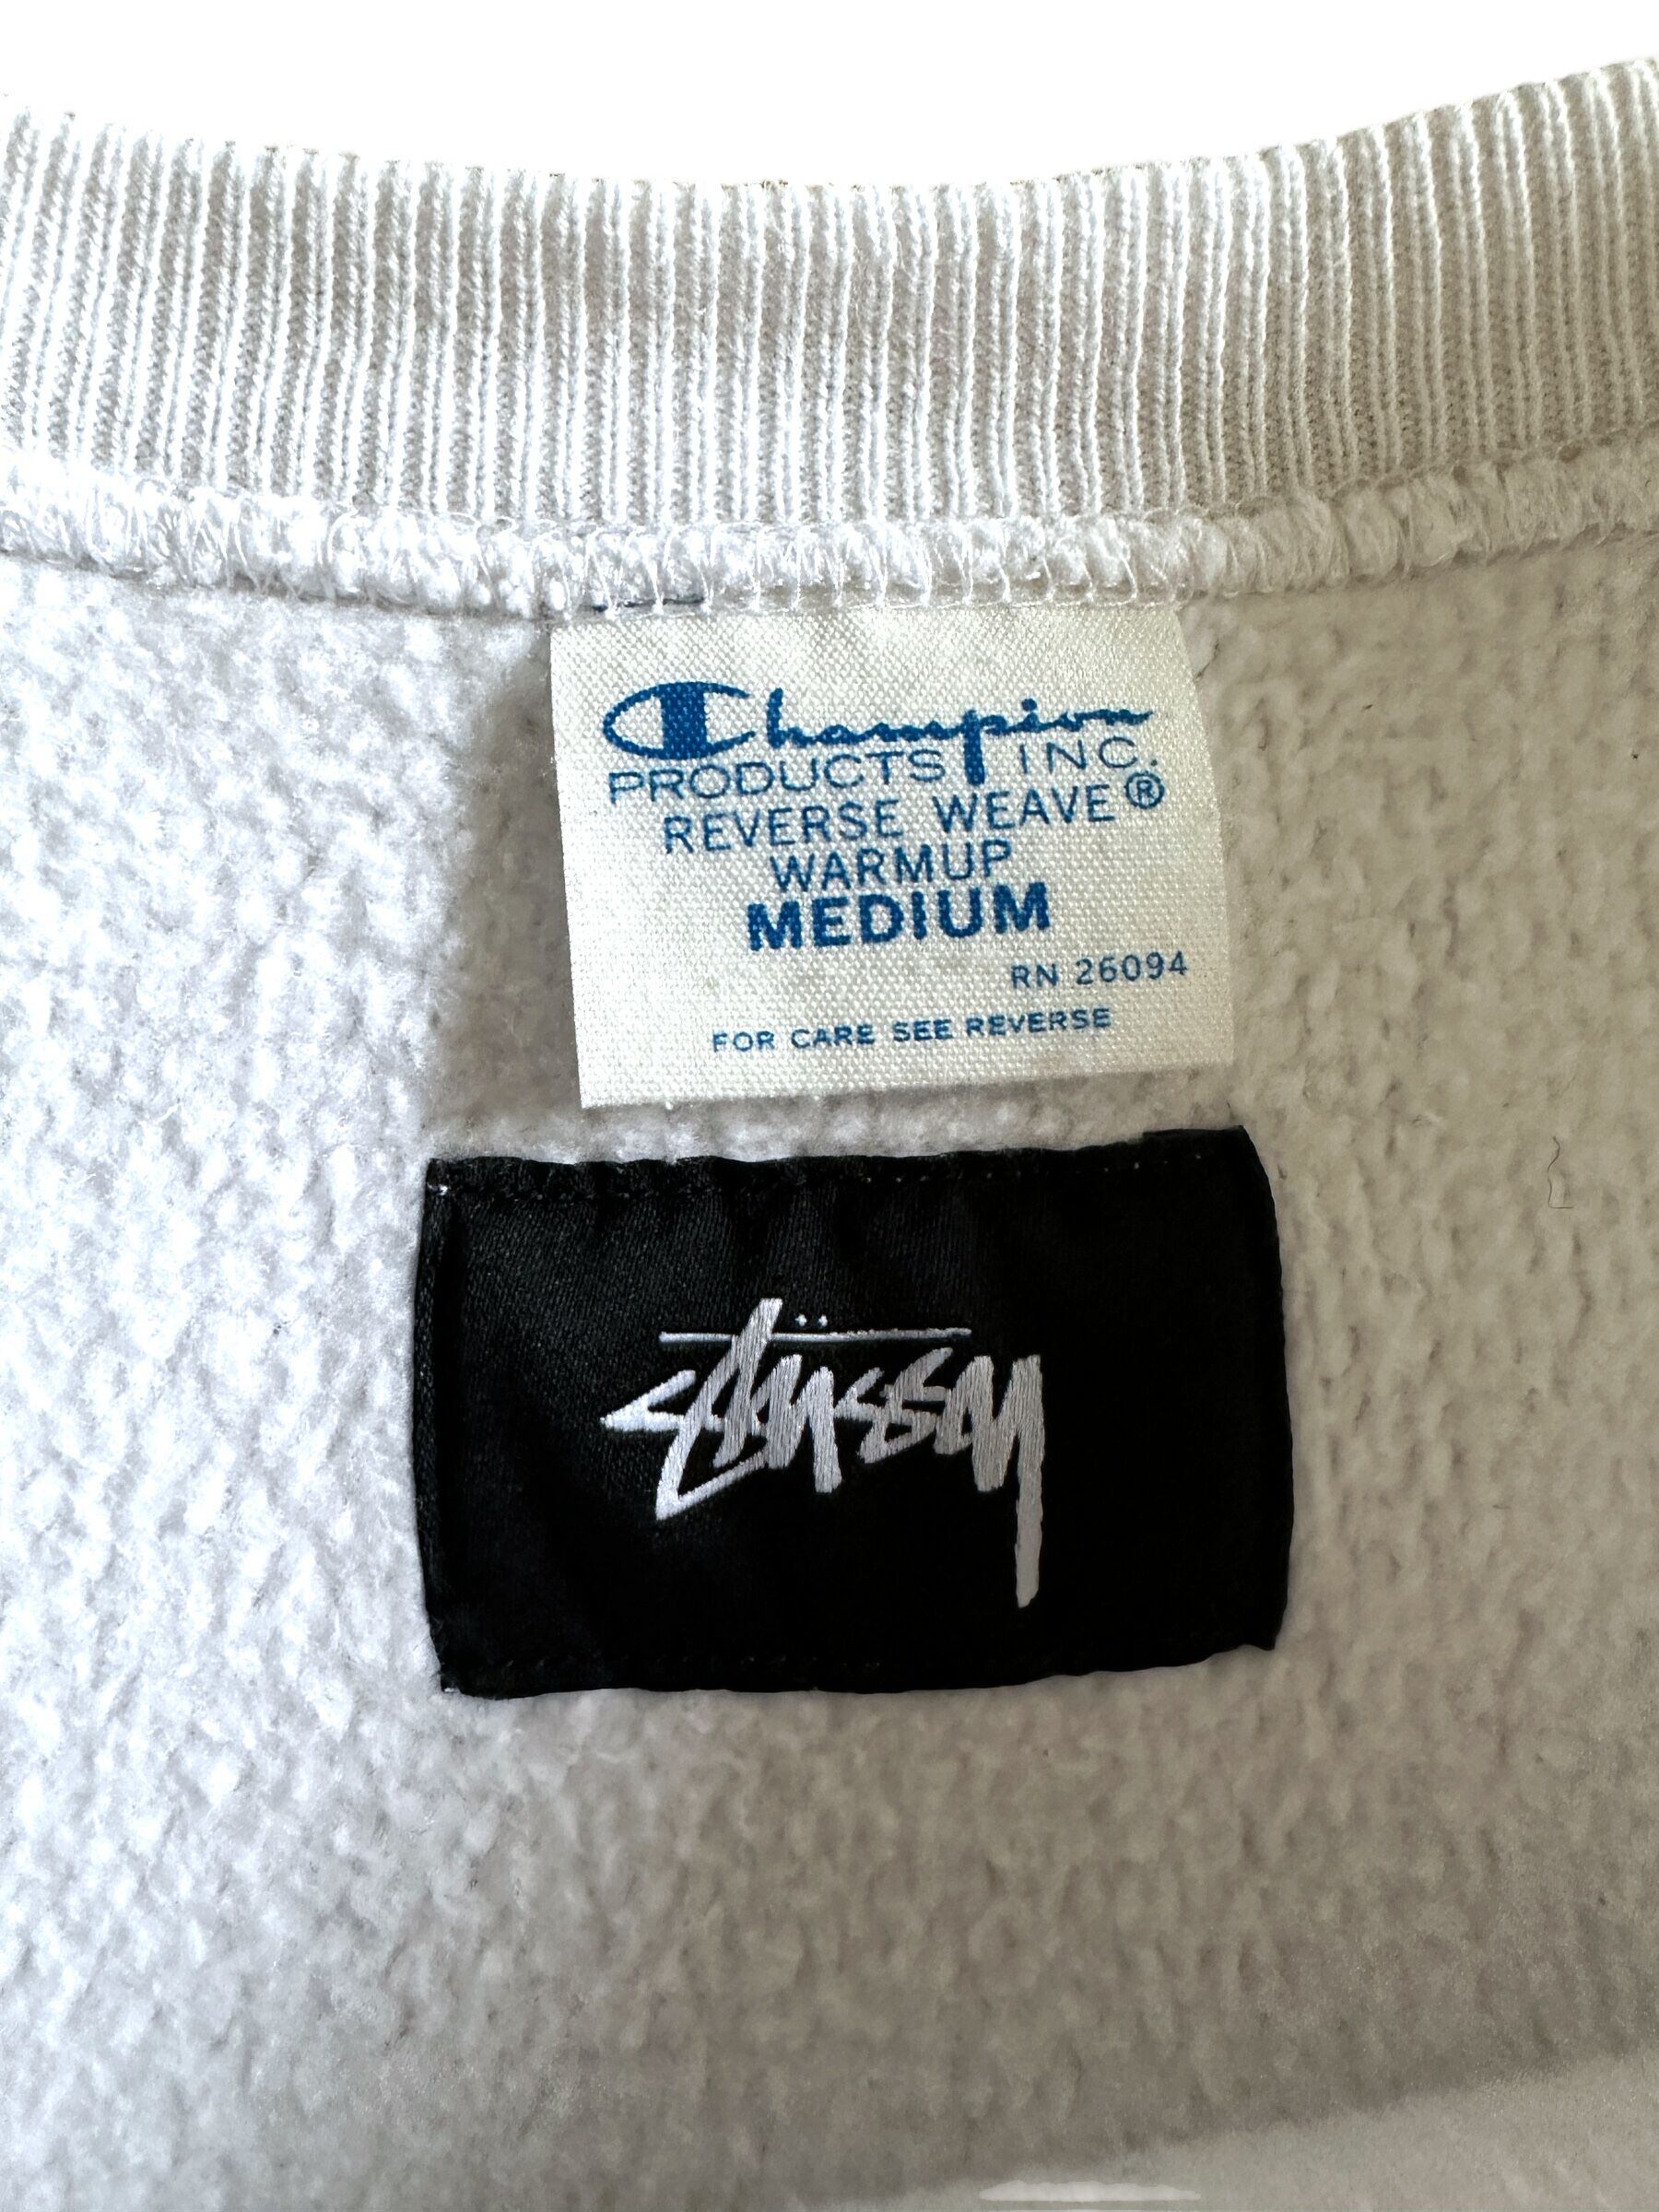 Champion
PRODUCTS INC.
REVERSE WEAVE®
WARMUP
MEDIUM
RN 26094
FOR CARE SEE REVERSE
Stüssy